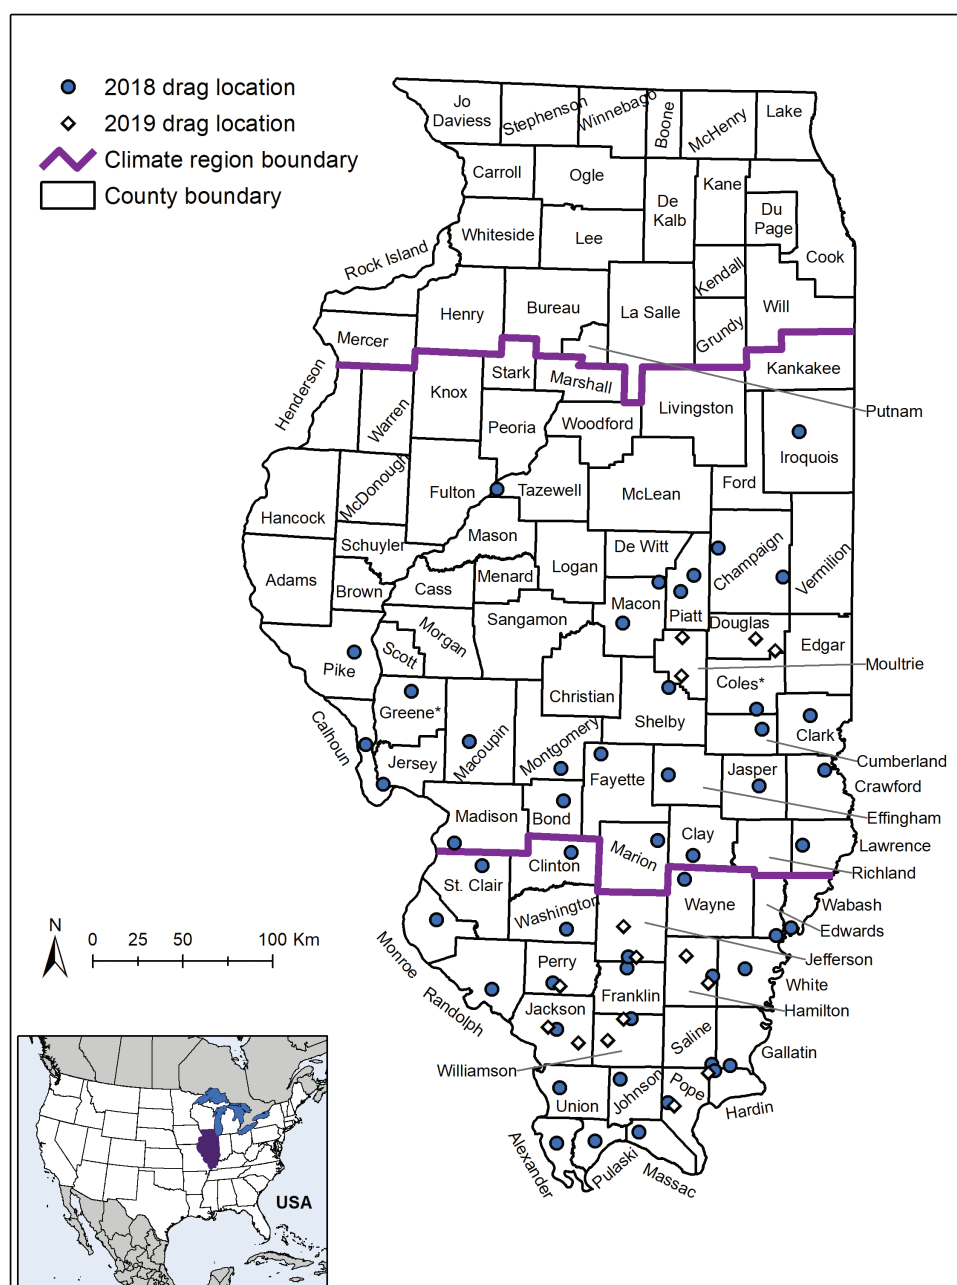 2018 drag location
2019 drag location
Climate region boundary
County boundary
Jo
Daviess
Stephenson
Winnebago
Boone
McHenry
Lake
Carroll
Ogle
De
Kalb
Kane
Du
Page
Cook
Whiteside
Lee
Rock Island
Kendall
Will
Henry
Bureau
La Salle
Grundy
Mercer
Kankakee
Henderson
Warren
Knox
Stark
Marshall
Putnam
Peoria
Woodford
Livingston
Iroquois
Hancock
McDonough
Fulton
Tazewell
McLean
Ford
Mason
Schuyler
Adams
Brown
Cass
Menard
Logan
De Witt
Champaign
Vermilion
Macon
Piatt
Douglas
Edgar
Pike
Scott
Morgan
Sangamon
Moultrie
Coles*
Christian
Shelby
Greene*
Clark
Calhoun
Jersey
Macoupin
Montgomery
Fayette
Cumberland
Jasper
Crawford
Effingham
Madison
Bond
Clay
Lawrence
Richland
Marion
Clinton
St. Clair
Washington
Wayne
Wabash
Edwards
Jefferson
Monroe
Perry
White
Hamilton
Randolph
Franklin
Jackson
Saline
Gallatin
Williamson
Union
Johnson
Pope
Hardin
Alexander
Pulaski
Massac
N
0 25 50 100 Km
USA